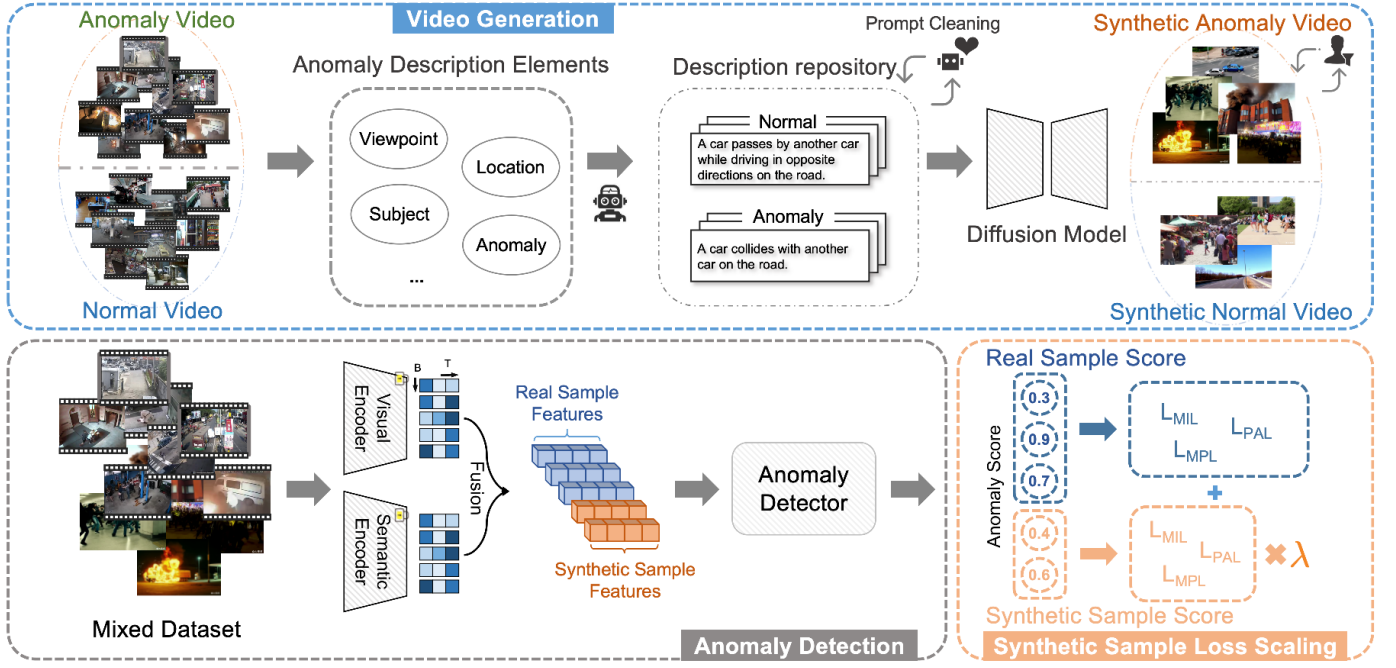 Video Generation
Anomaly Video
Normal Video
Anomaly Description Elements
Viewpoint
Location
Subject
Anomaly
...
Description repository
Prompt Cleaning
Normal
A car passes by another car
while driving in opposite
directions on the road.
Anomaly
A car collides with another
car on the road.
Diffusion Model
Synthetic Anomaly Video
Synthetic Normal Video
Mixed Dataset
Visual
Encoder
Semantic
Encoder
B
T
Fusion
Real Sample
Features
Synthetic Sample
Features
Anomaly
Detector
Anomaly Detection
Real Sample Score
Anomaly Score
0.3
0.9
0.7
L_MIL
L_PAL
L_MPL
+
0.4
0.6
L_MIL
L_PAL
L_MPL
✖ λ
Synthetic Sample Score
Synthetic Sample Loss Scaling